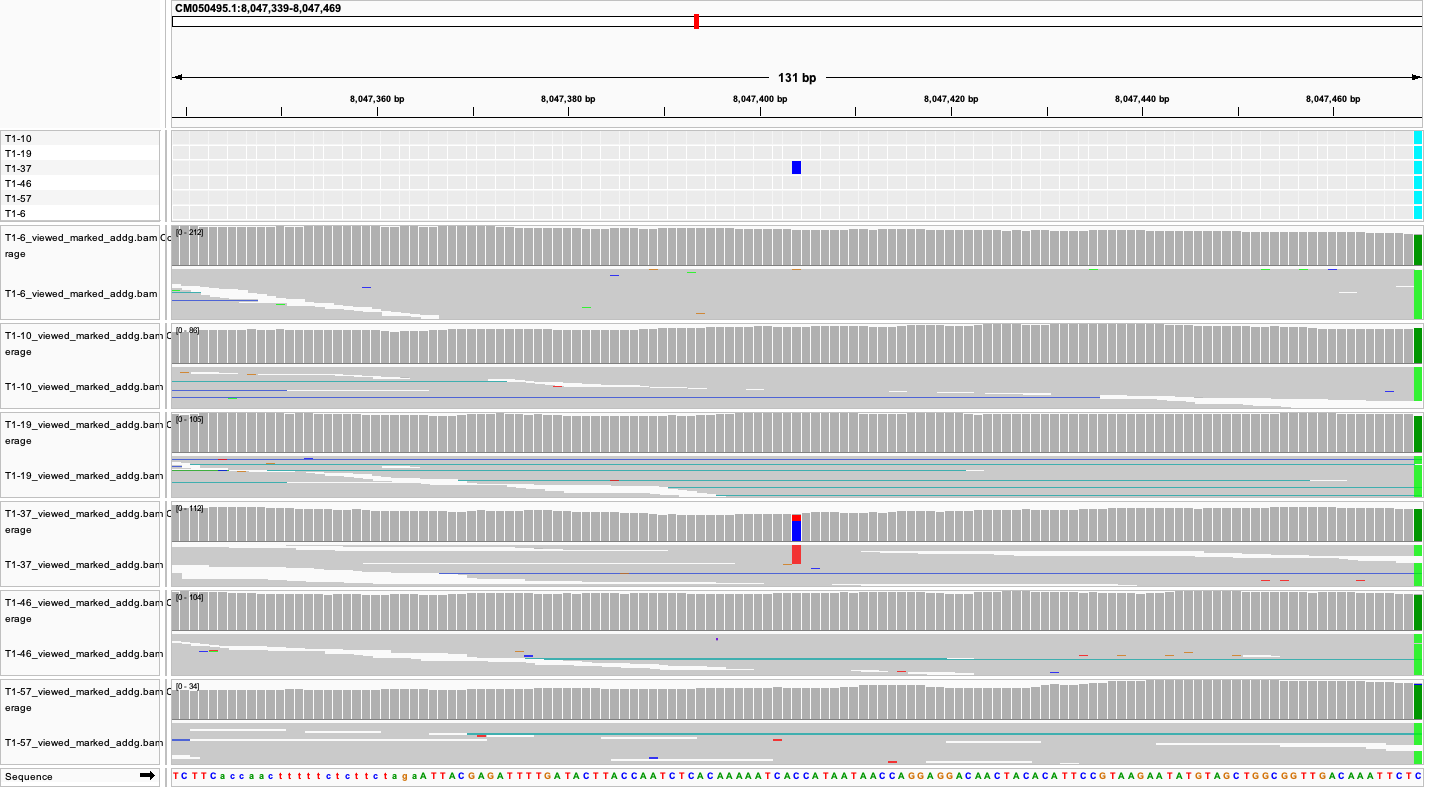 CM050495.1:8,047,339-8,047,469
131 bp
8,047,360 bp 8,047,380 bp 8,047,400 bp 8,047,420 bp 8,047,440 bp 8,047,460 bp
T1-10
T1-19
T1-37
T1-46
T1-57
T1-6
T1-6_viewed_marked_addg.bam Co [0 - 212]
rage
T1-6_viewed_marked_addg.bam
T1-10_viewed_marked_addg.bam C [0 - 86]
erage
T1-10_viewed_marked_addg.bam
T1-19_viewed_marked_addg.bam C [0 - 105]
erage
T1-19_viewed_marked_addg.bam
T1-37_viewed_marked_addg.bam C [0 - 112]
erage
T1-37_viewed_marked_addg.bam
T1-46_viewed_marked_addg.bam C [0 - 104]
erage
T1-46_viewed_marked_addg.bam
T1-57_viewed_marked_addg.bam C [0 - 34]
erage
T1-57_viewed_marked_addg.bam
Sequence TCTTCaccaactttttctcttctagaATTACGAGATTTTGATACTTACCAATCTCACAAAAATCACCATAATAACCAGGAGGACAACTACACATTCCGTAAGAATATGTAGCTGGCGGTTGACAAATTCTC